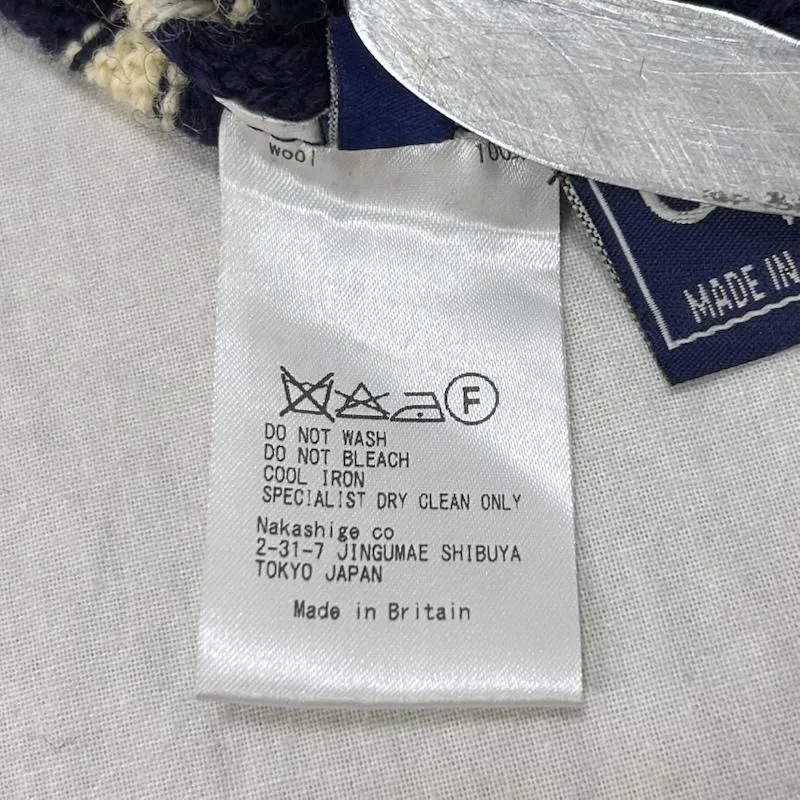 wool 100%
MADE IN
F
DO NOT WASH
DO NOT BLEACH
COOL IRON
SPECIALIST DRY CLEAN ONLY
Nakashige co
2-31-7 JINGUMAE SHIBUYA
TOKYO JAPAN
Made in Britain